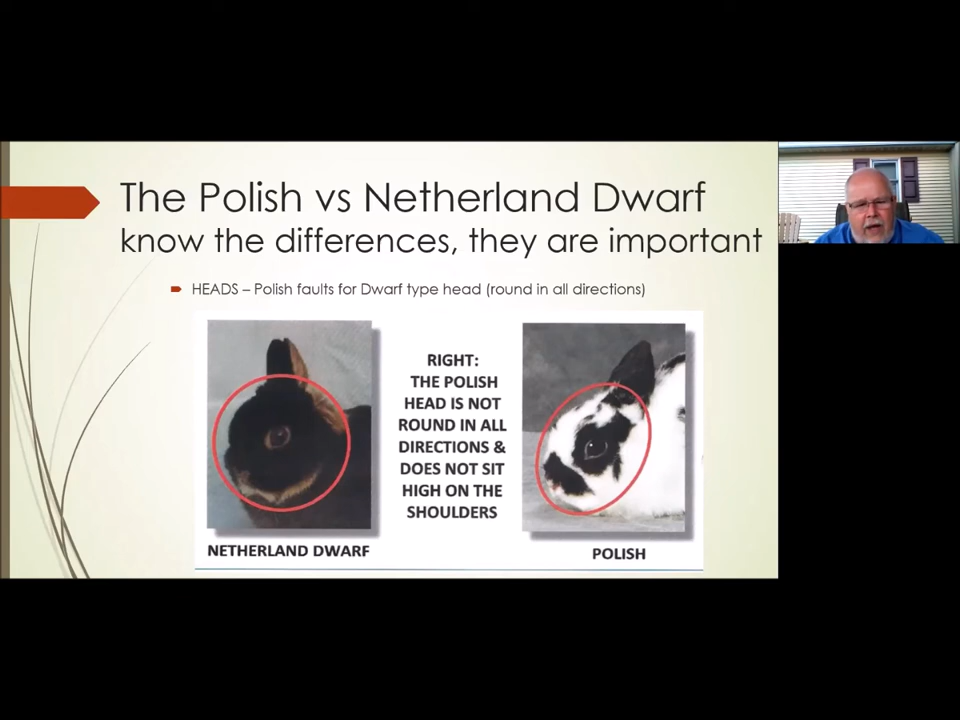 The Polish vs Netherland Dwarf
know the differences, they are important
HEADS – Polish faults for Dwarf type head (round in all directions)
RIGHT:
THE POLISH
HEAD IS NOT
ROUND IN ALL
DIRECTIONS &
DOES NOT SIT
HIGH ON THE
SHOULDERS
NETHERLAND DWARF
POLISH